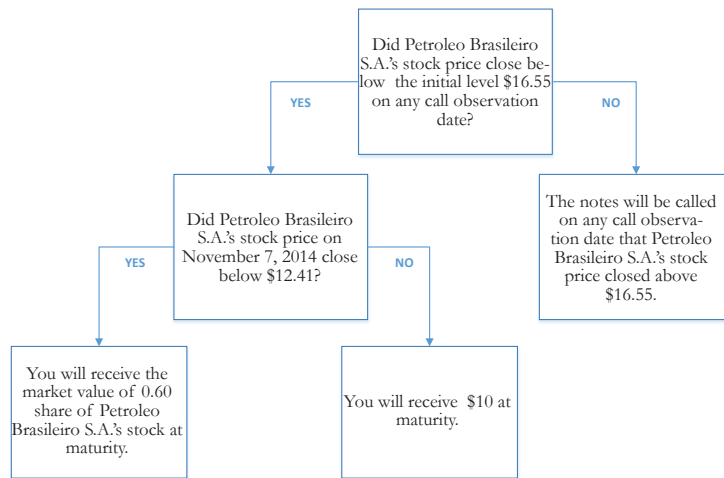 Did Petroleo Brasileiro
S.A.'s stock price close be-
low the initial level $16.55
on any call observation
date?
YES
NO
Did Petroleo Brasileiro
S.A.'s stock price on
November 7, 2014 close
below $12.41?
The notes will be called
on any call observa-
tion date that Petroleo
Brasileiro S.A.'s stock
price closed above
$16.55.
YES
NO
You will receive the
market value of 0.60
share of Petroleo
Brasileiro S.A.'s stock at
maturity.
You will receive $10 at
maturity.